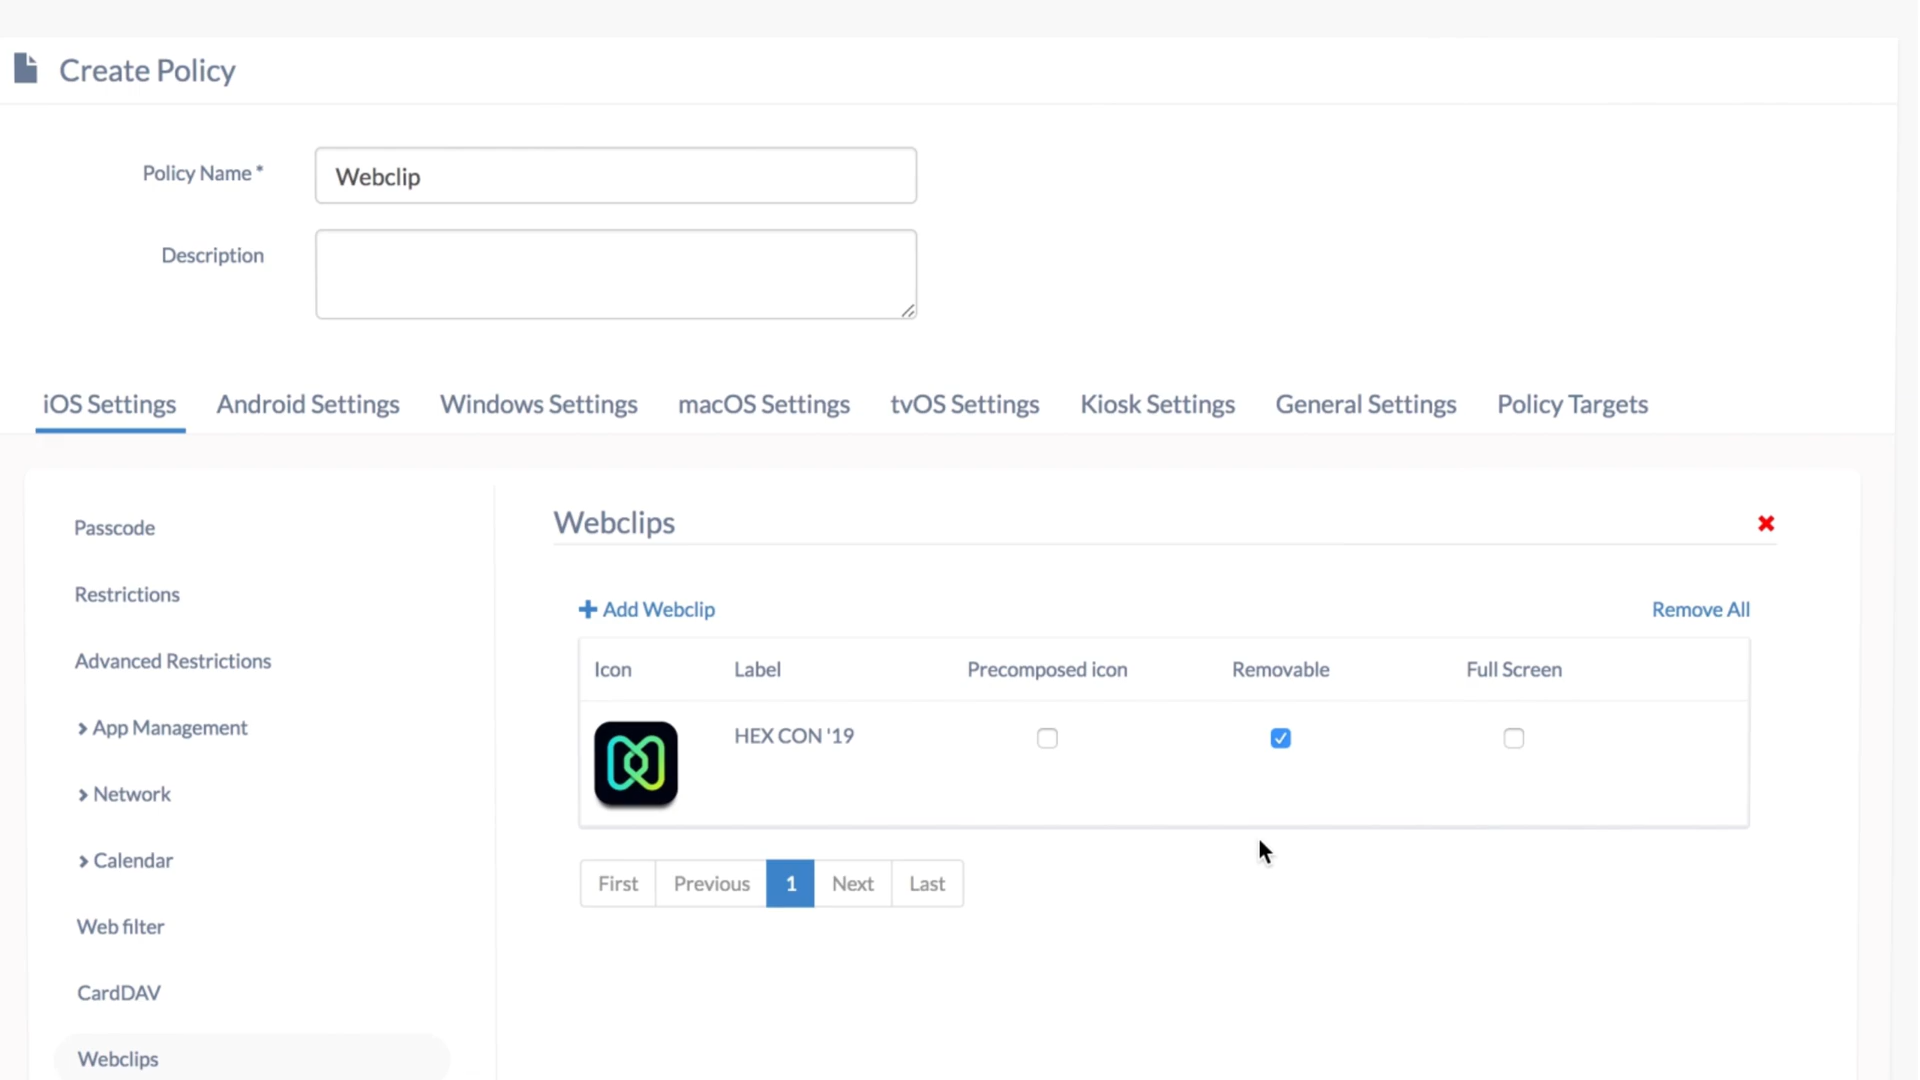 Create Policy
Policy Name *
Webclip
Description
iOS Settings Android Settings Windows Settings macOS Settings tvOS Settings Kiosk Settings General Settings Policy Targets
Passcode
Restrictions
Advanced Restrictions
App Management
Network
Calendar
Web filter
CardDAV
Webclips
Webclips
Add Webclip
Remove All
Icon Label Precomposed icon Removable Full Screen
HEX CON '19
First Previous 1 Next Last